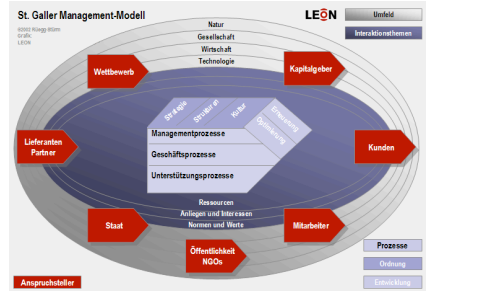 St. Galler Management-Modell
LEON
Umfeld
Interaktionsthemen
Grafik:
LEON
Natur
Gesellschaft
Wirtschaft
Technologie
Wettbewerb
Kapitalgeber
Strategie
Strukturen
Kultur
Erneuerung
Optimierung
Managementprozesse
Geschäftsprozesse
Unterstützungsprozesse
Lieferanten
Partner
Kunden
Ressourcen
Anliegen und Interessen
Normen und Werte
Staat
Mitarbeiter
Öffentlichkeit
NGOs
Prozesse
Ordnung
Entwicklung
Anspruchsteller